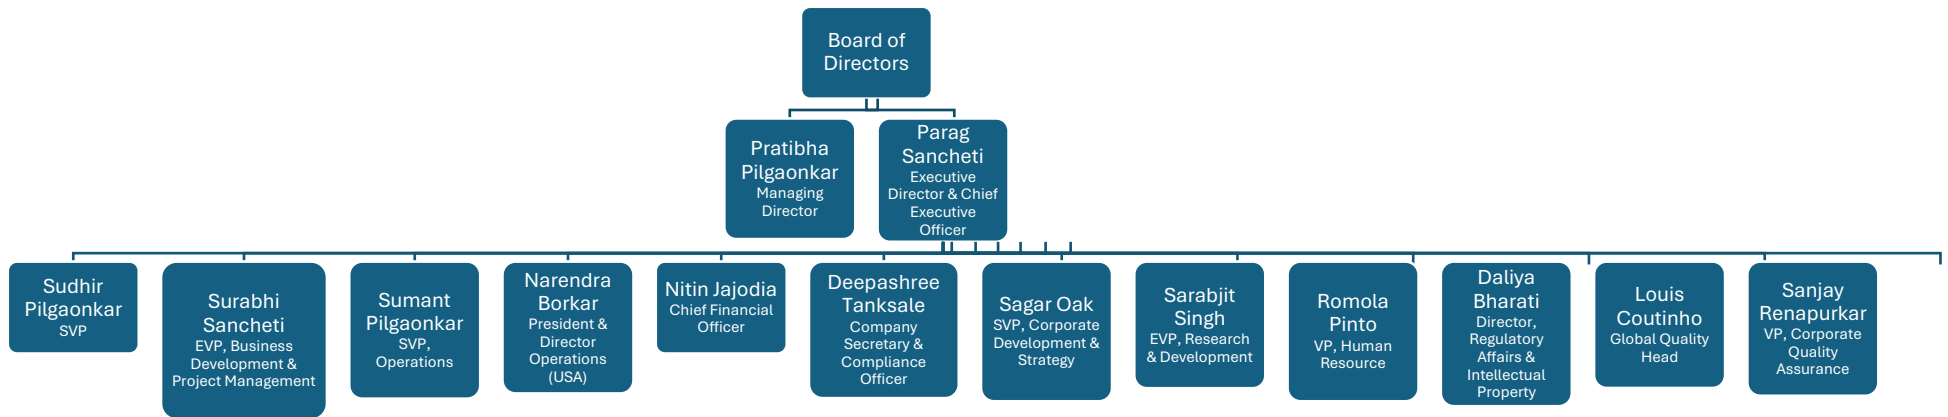 Board of
Directors
Pratibha
Pilgaonkar
Managing
Director
Parag
Sancheti
Executive
Director & Chief
Executive
Officer
Sudhir
Pilgaonkar
SVP
Surabhi
Sancheti
EVP, Business
Development &
Project Management
Sumant
Pilgaonkar
SVP,
Operations
Narendra
Borkar
President &
Director
Operations
(USA)
Nitin Jajodia
Chief Financial
Officer
Deepashree
Tanksale
Company
Secretary &
Compliance
Officer
Sagar Oak
SVP, Corporate
Development &
Strategy
Sarabjit
Singh
EVP, Research
& Development
Romola
Pinto
VP, Human
Resource
Daliya
Bharati
Director,
Regulatory
Affairs &
Intellectual
Property
Louis
Coutinho
Global Quality
Head
Sanjay
Renapurkar
VP, Corporate
Quality
Assurance